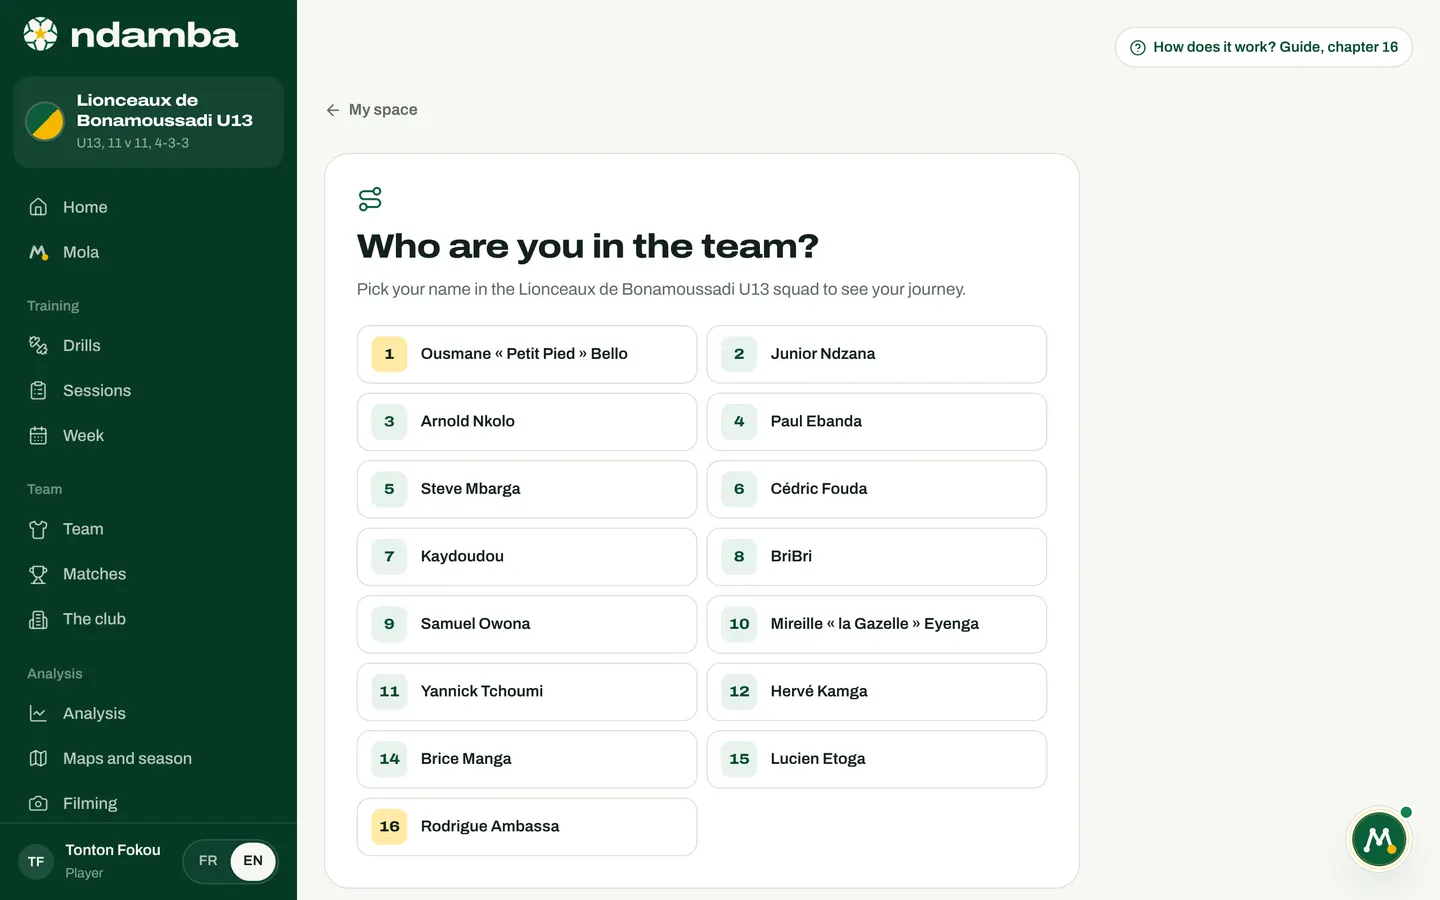 ndamba
Lionceaux de
Bonamoussadi U13
U13, 11 v 11, 4-3-3
Home
Mola
Training
Drills
Sessions
Week
Team
Team
Matches
The club
Analysis
Analysis
Maps and season
Filming
TF
Tonton Fokou
Player
FR
EN
How does it work? Guide, chapter 16
My space
Who are you in the team?
Pick your name in the Lionceaux de Bonamoussadi U13 squad to see your journey.
1 Ousmane « Petit Pied » Bello
2 Junior Ndzana
3 Arnold Nkolo
4 Paul Ebanda
5 Steve Mbarga
6 Cédric Fouda
7 Kaydoudou
8 BriBri
9 Samuel Owona
10 Mireille « la Gazelle » Eyenga
11 Yannick Tchoumi
12 Hervé Kamga
14 Brice Manga
15 Lucien Etoga
16 Rodrigue Ambassa